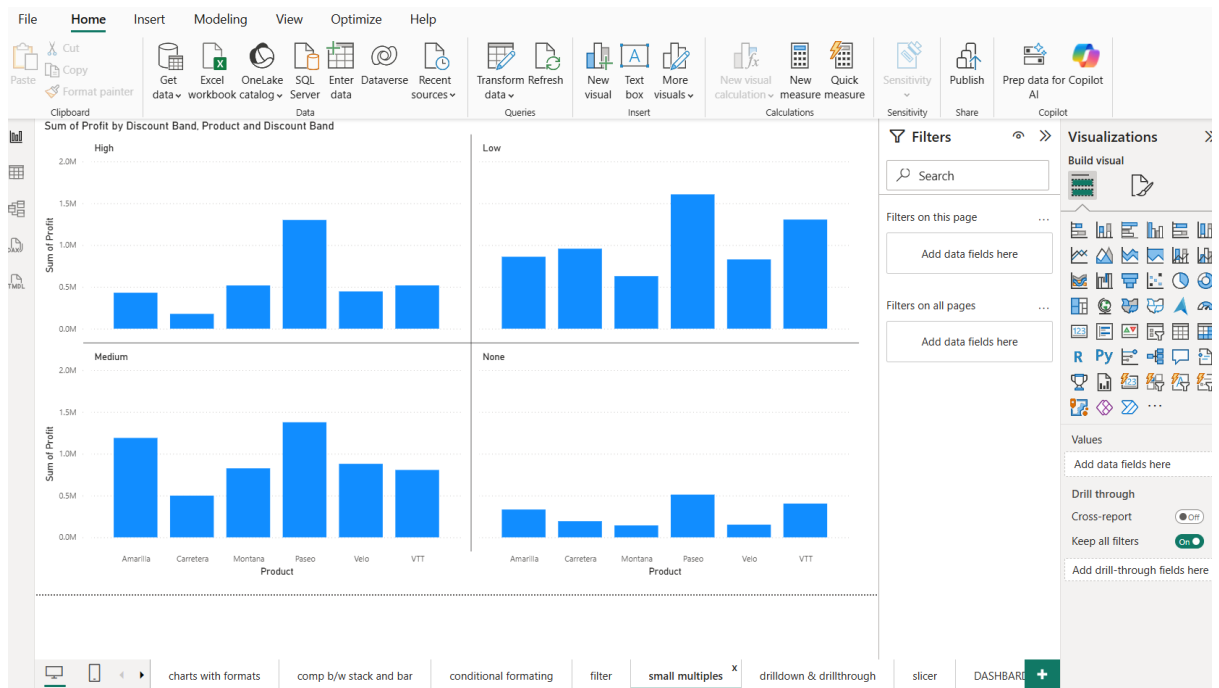 File Home Insert Modeling View Optimize Help
Paste
Cut
Copy
Format painter
Clipboard
Get data
Excel workbook
OneLake catalog
SQL Server
Enter data
Dataverse
Recent sources
Data
Transform data
Refresh
Queries
New visual
Text box
More visuals
Insert
New visual calculation
New measure
Quick measure
Calculations
Sensitivity
Sensitivity
Publish
Share
Prep data for AI
Copilot
Copilot
DAX
TMDL
Sum of Profit by Discount Band, Product and Discount Band
High
Low
2.0M
1.5M
1.0M
0.5M
0.0M
Sum of Profit
Medium
None
2.0M
1.5M
1.0M
0.5M
0.0M
Sum of Profit
Amarilla Carretera Montana Paseo Velo VTT
Product
Amarilla Carretera Montana Paseo Velo VTT
Product
Filters
Search
Filters on this page ...
Add data fields here
Filters on all pages ...
Add data fields here
Visualizations
Build visual
123
R Py
123
...
Values
Add data fields here
Drill through
Cross-report Off
Keep all filters On
Add drill-through fields here
charts with formats
comp b/w stack and bar
conditional formating
filter
small multiples x
drilldown & drillthrough
slicer
+